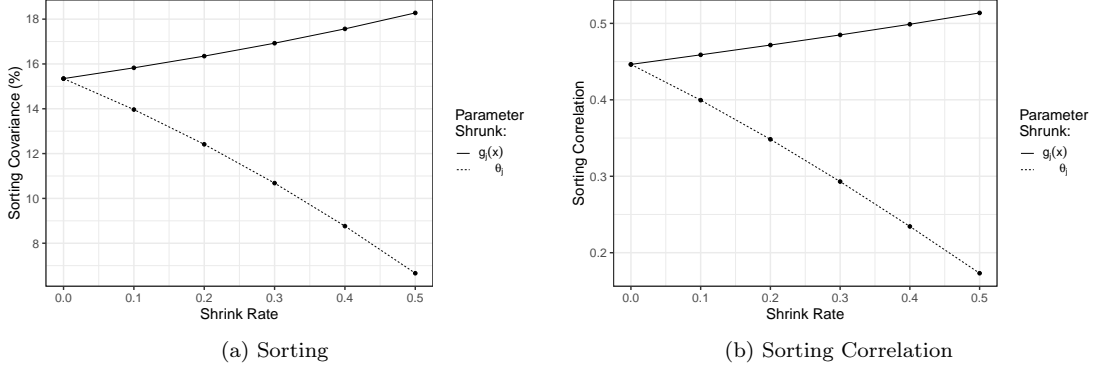 Sorting Covariance (%)
18
16
14
12
10
8
0.0 0.1 0.2 0.3 0.4 0.5
Shrink Rate
Parameter
Shrunk:
gj(x)
θj
(a) Sorting
Sorting Correlation
0.5
0.4
0.3
0.2
0.0 0.1 0.2 0.3 0.4 0.5
Shrink Rate
Parameter
Shrunk:
gj(x)
θj
(b) Sorting Correlation